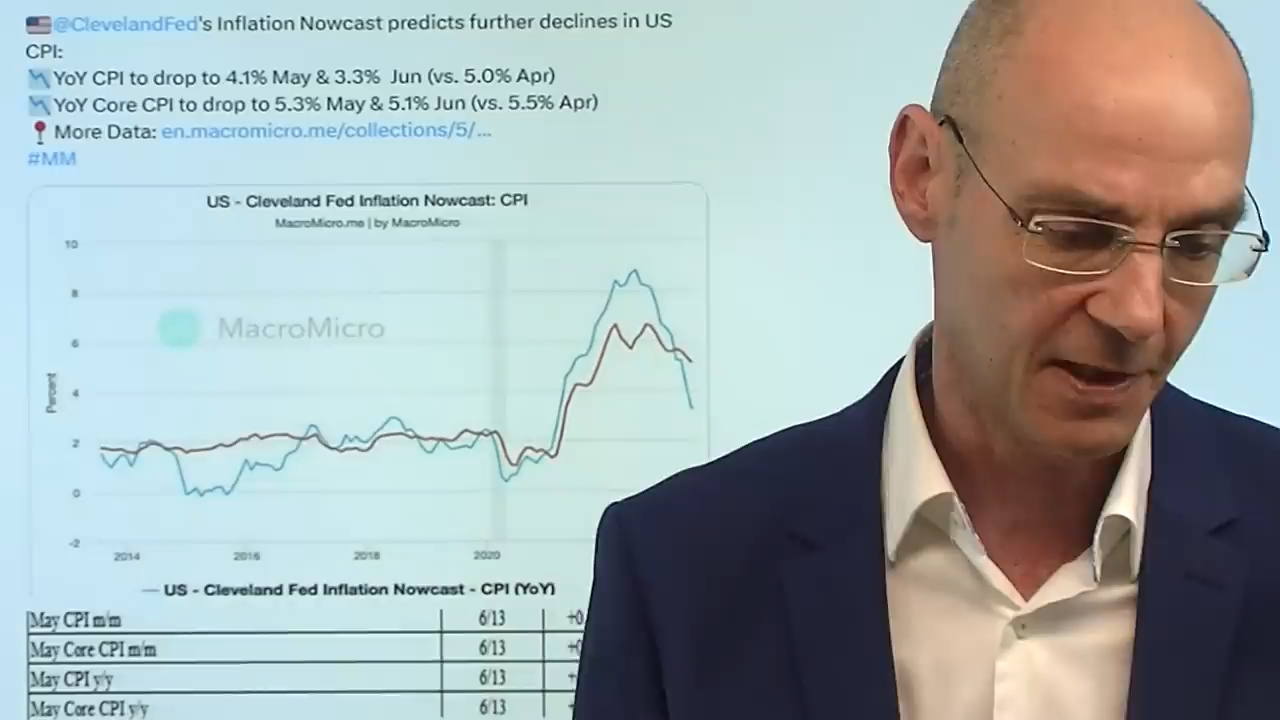 @ClevelandFed's Inflation Nowcast predicts further declines in US
CPI:
YoY CPI to drop to 4.1% May & 3.3% Jun (vs. 5.0% Apr)
YoY Core CPI to drop to 5.3% May & 5.1% Jun (vs. 5.5% Apr)
More Data: en.macromicro.me/collections/5/...
#MM
US - Cleveland Fed Inflation Nowcast: CPI
MacroMicro.me | by MacroMicro
10
8
MacroMicro
6
Percent
4
2
0
-2
2014 2016 2018 2020
US - Cleveland Fed Inflation Nowcast - CPI (YoY)
May CPI m/m 6/13 +0
May Core CPI m/m 6/13
May CPI y/y 6/13 +
May Core CPI y/y 6/13